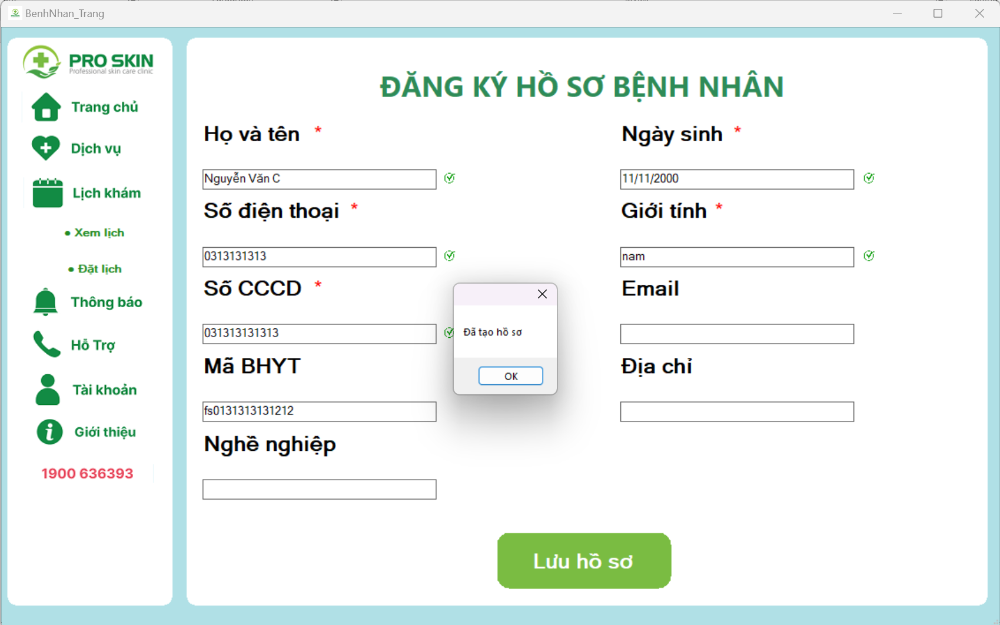 BenhNhan_Trang
PRO SKIN
Professional skin care clinic
Trang chủ
Dịch vụ
Lịch khám
• Xem lịch
• Đặt lịch
Thông báo
Hỗ Trợ
Tài khoản
Giới thiệu
1900 636393
ĐĂNG KÝ HỒ SƠ BỆNH NHÂN
Họ và tên *
Nguyễn Văn C
Ngày sinh *
11/11/2000
Số điện thoại *
0313131313
Giới tính *
nam
Số CCCD *
031313131313
Email
Mã BHYT
fs0131313131212
Địa chỉ
Nghề nghiệp
Đã tạo hồ sơ
OK
Lưu hồ sơ